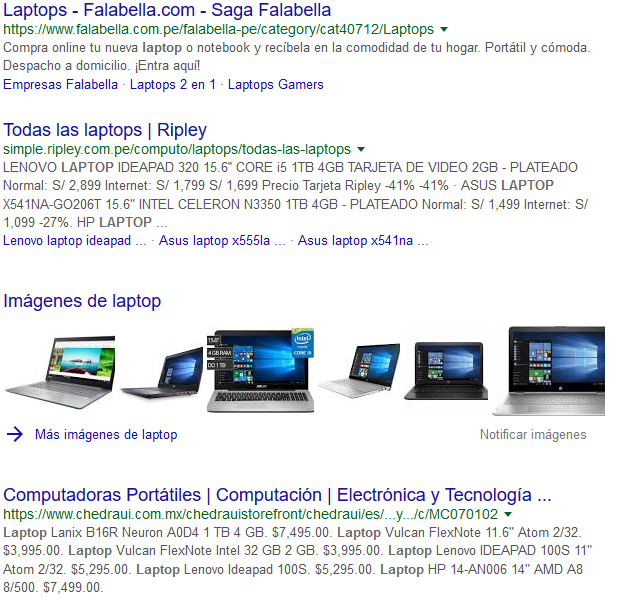 Laptops - Falabella.com - Saga Falabella
https://www.falabella.com.pe/falabella-pe/category/cat40712/Laptops
Compra online tu nueva laptop o notebook y recíbela en la comodidad de tu hogar. Portátil y cómoda.
Despacho a domicilio. ¡Entra aquí!
Empresas Falabella · Laptops 2 en 1 · Laptops Gamers
Todas las laptops | Ripley
simple.ripley.com.pe/computo/laptops/todas-las-laptops
LENOVO LAPTOP IDEAPAD 320 15.6" CORE i5 1TB 4GB TARJETA DE VIDEO 2GB - PLATEADO
Normal: S/ 2,899 Internet: S/ 1,799 S/ 1,699 Precio Tarjeta Ripley -41% -41% · ASUS LAPTOP
X541NA-GO206T 15.6" INTEL CELERON N3350 1TB 4GB - PLATEADO Normal: S/ 1,499 Internet: S/
1,099 -27%. HP LAPTOP ...
Lenovo laptop ideapad ... · Asus laptop x555la ... · Asus laptop x541na ...
Imágenes de laptop
15.6"
4 GB RAM
DD 1TB
intel
CORE i5
ASUS
Más imágenes de laptop
Notificar imágenes
Computadoras Portátiles | Computación | Electrónica y Tecnología ...
https://www.chedraui.com.mx/chedrauistorefront/chedraui/es/...y.../c/MC070102
Laptop Lanix B16R Neuron A0D4 1 TB 4 GB. $7,495.00. Laptop Vulcan FlexNote 11.6" Atom 2/32.
$3,995.00. Laptop Vulcan FlexNote Intel 32 GB 2 GB. $3,995.00. Laptop Lenovo IDEAPAD 100S 11"
Atom 2/32. $5,295.00. Laptop Lenovo Ideapad 100S. $5,295.00. Laptop HP 14-AN006 14" AMD A8
8/500. $7,499.00.